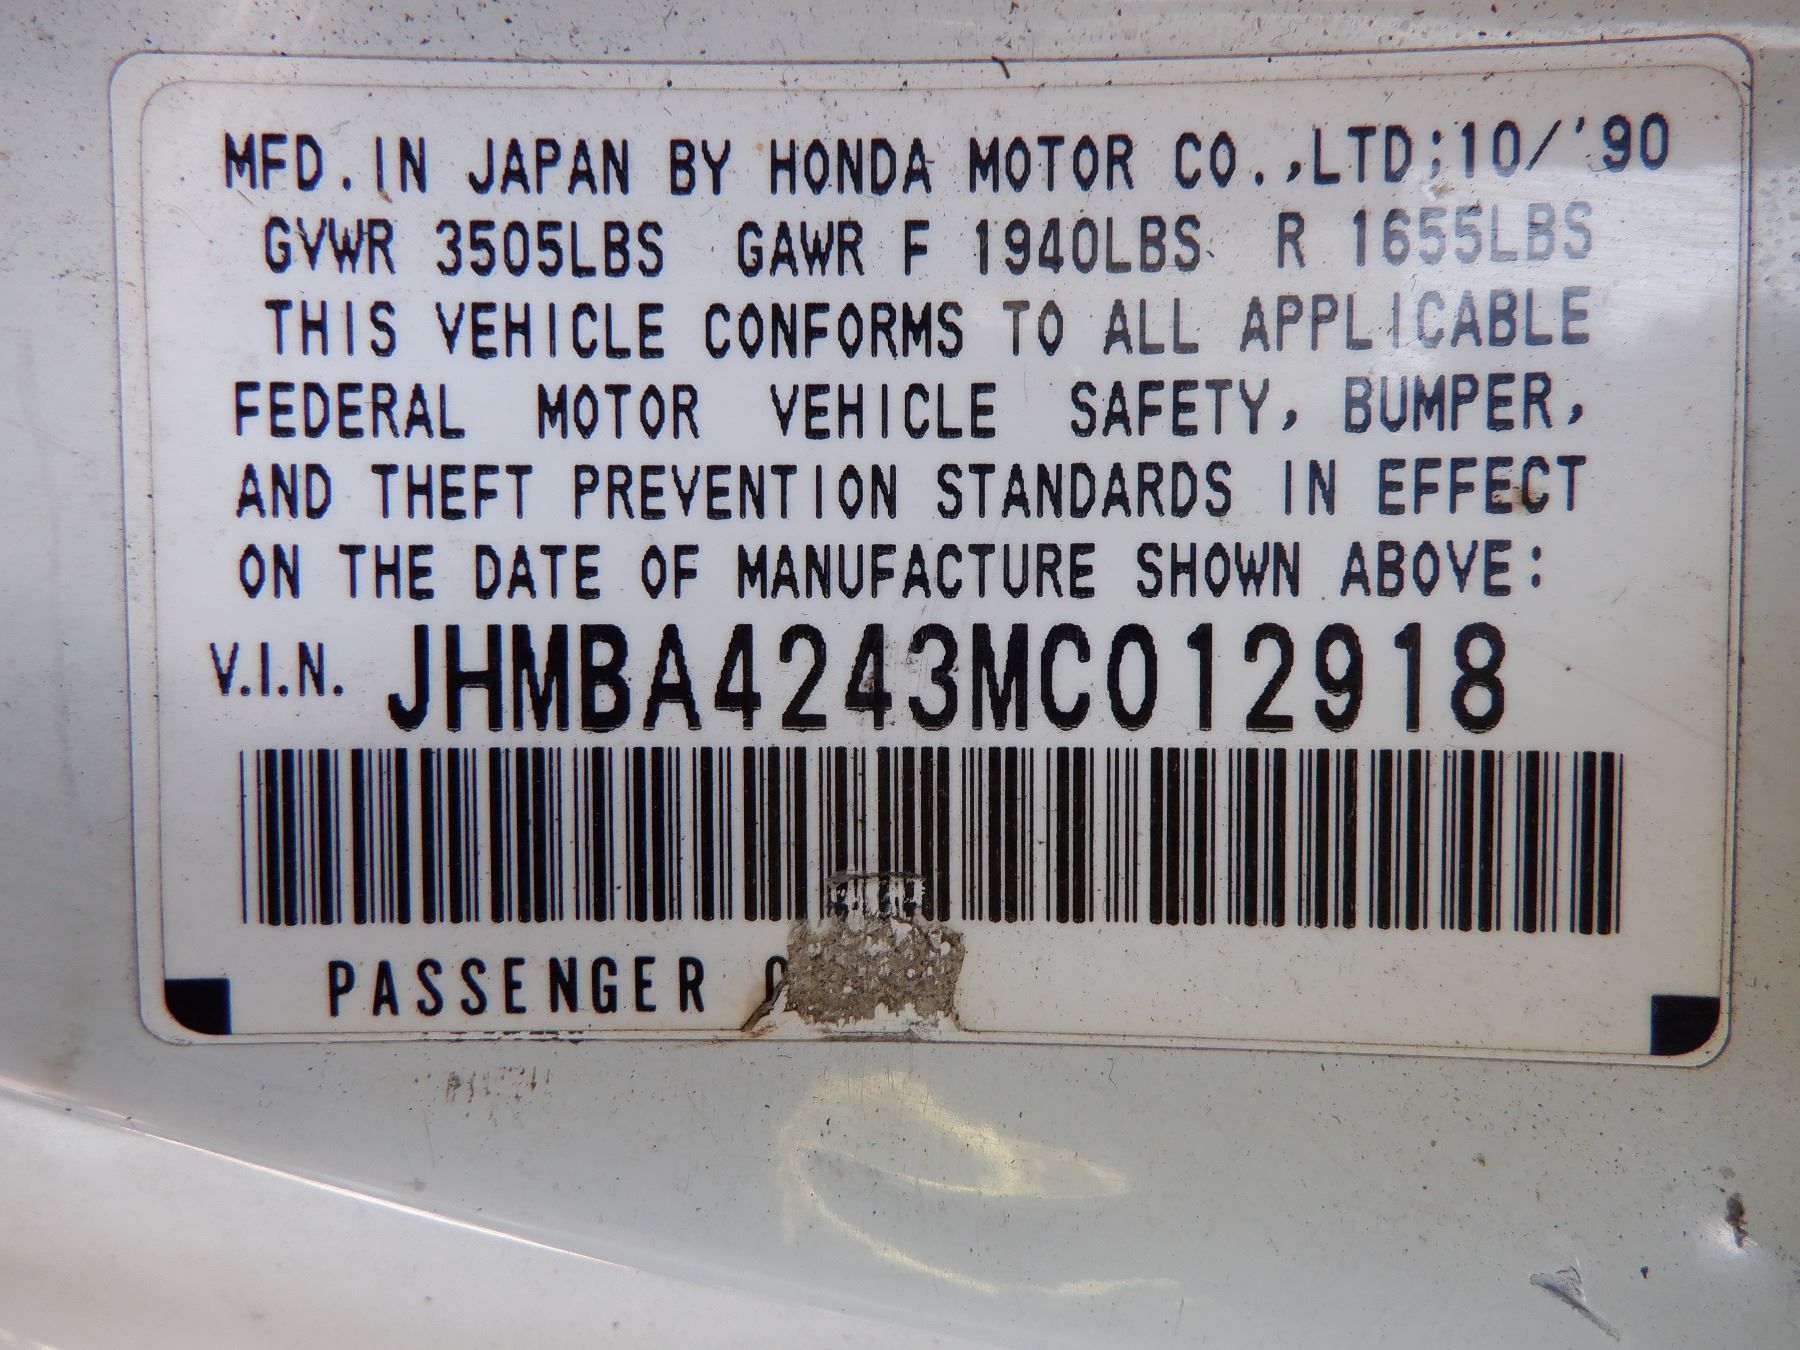 MFD. IN JAPAN BY HONDA MOTOR CO.,LTD;10/'90
GVWR 3505LBS GAWR F 1940LBS R 1655LBS
THIS VEHICLE CONFORMS TO ALL APPLICABLE
FEDERAL MOTOR VEHICLE SAFETY, BUMPER,
AND THEFT PREVENTION STANDARDS IN EFFECT
ON THE DATE OF MANUFACTURE SHOWN ABOVE:
V.I.N. JHMBA4243MC012918
PASSENGER